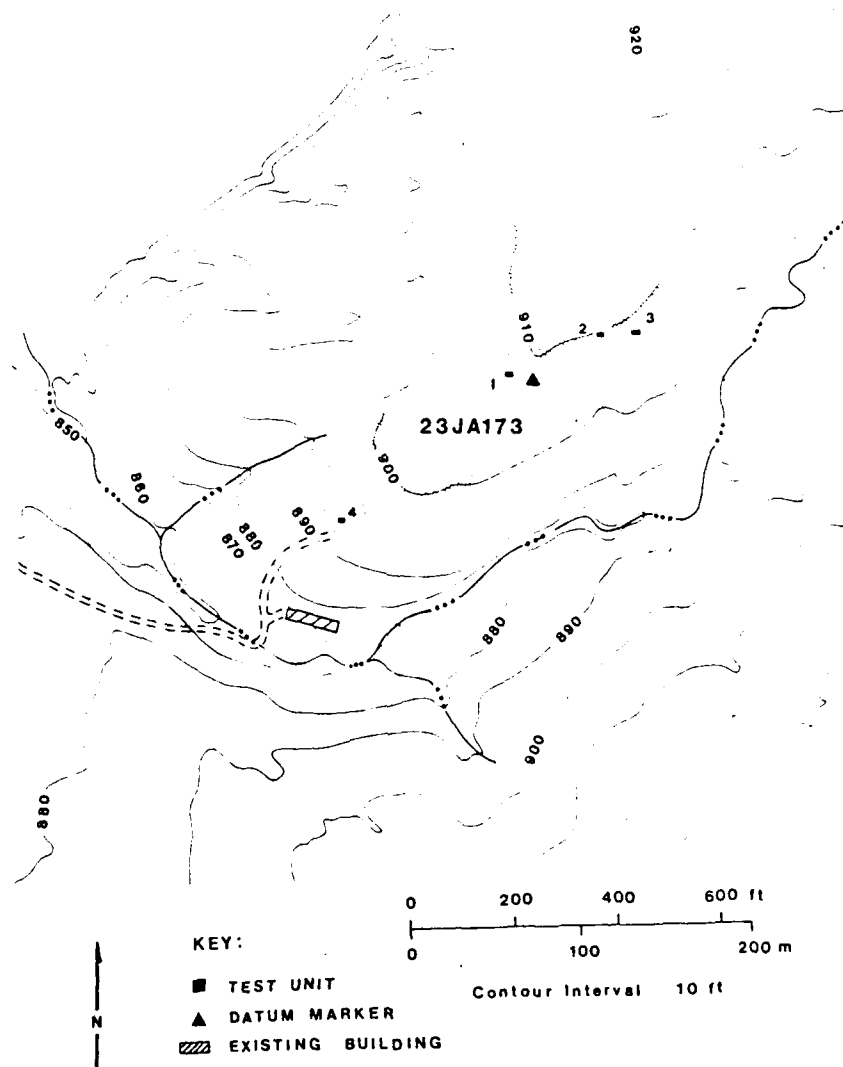 920
910
2
3
1
23JA173
850
900
860
4
890
880
870
880
890
900
880
0 200 400 600 ft
0 100 200 m
KEY:
Contour Interval 10 ft
TEST UNIT
DATUM MARKER
EXISTING BUILDING
N